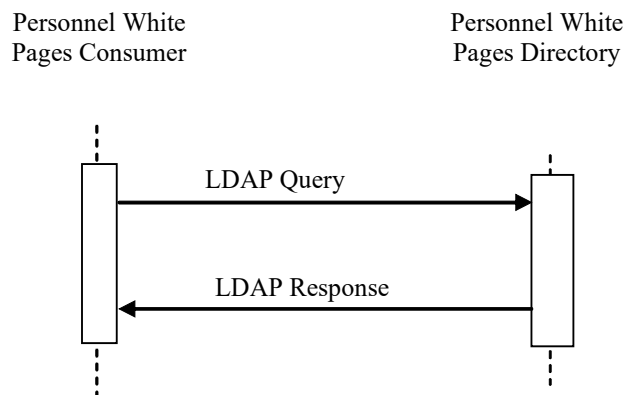 Personnel White
Pages Consumer
Personnel White
Pages Directory
LDAP Query
LDAP Response